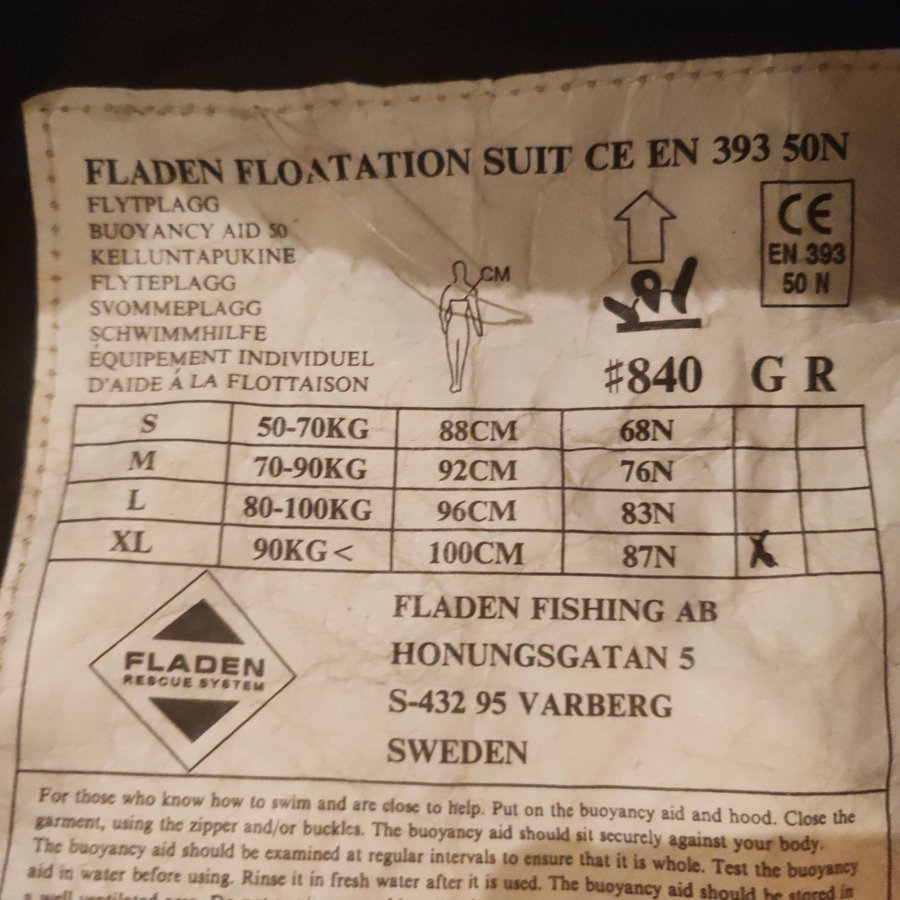 FLADEN FLOATATION SUIT CE EN 393 50N
FLYTPLAGG
BUOYANCY AID 50
KELLUNTAPUKINE
FLYTEPLAGG
SVOMMEPLAGG
SCHWIMMHILFE
ÉQUIPEMENT INDIVIDUEL
D'AIDE Á LA FLOTTAISON
CM
CE
EN 393
50 N
#840 G R
S 50-70KG 88CM 68N
M 70-90KG 92CM 76N
L 80-100KG 96CM 83N
XL 90KG< 100CM 87N X
FLADEN
RESCUE SYSTEM
FLADEN FISHING AB
HONUNGSGATAN 5
S-432 95 VARBERG
SWEDEN
For those who know how to swim and are close to help. Put on the buoyancy aid and hood. Close the
garment, using the zipper and/or buckles. The buoyancy aid should sit securely against your body.
The buoyancy aid should be examined at regular intervals to ensure that it is whole. Test the buoyancy
aid in water before using. Rinse it in fresh water after it is used. The buoyancy aid should be stored in